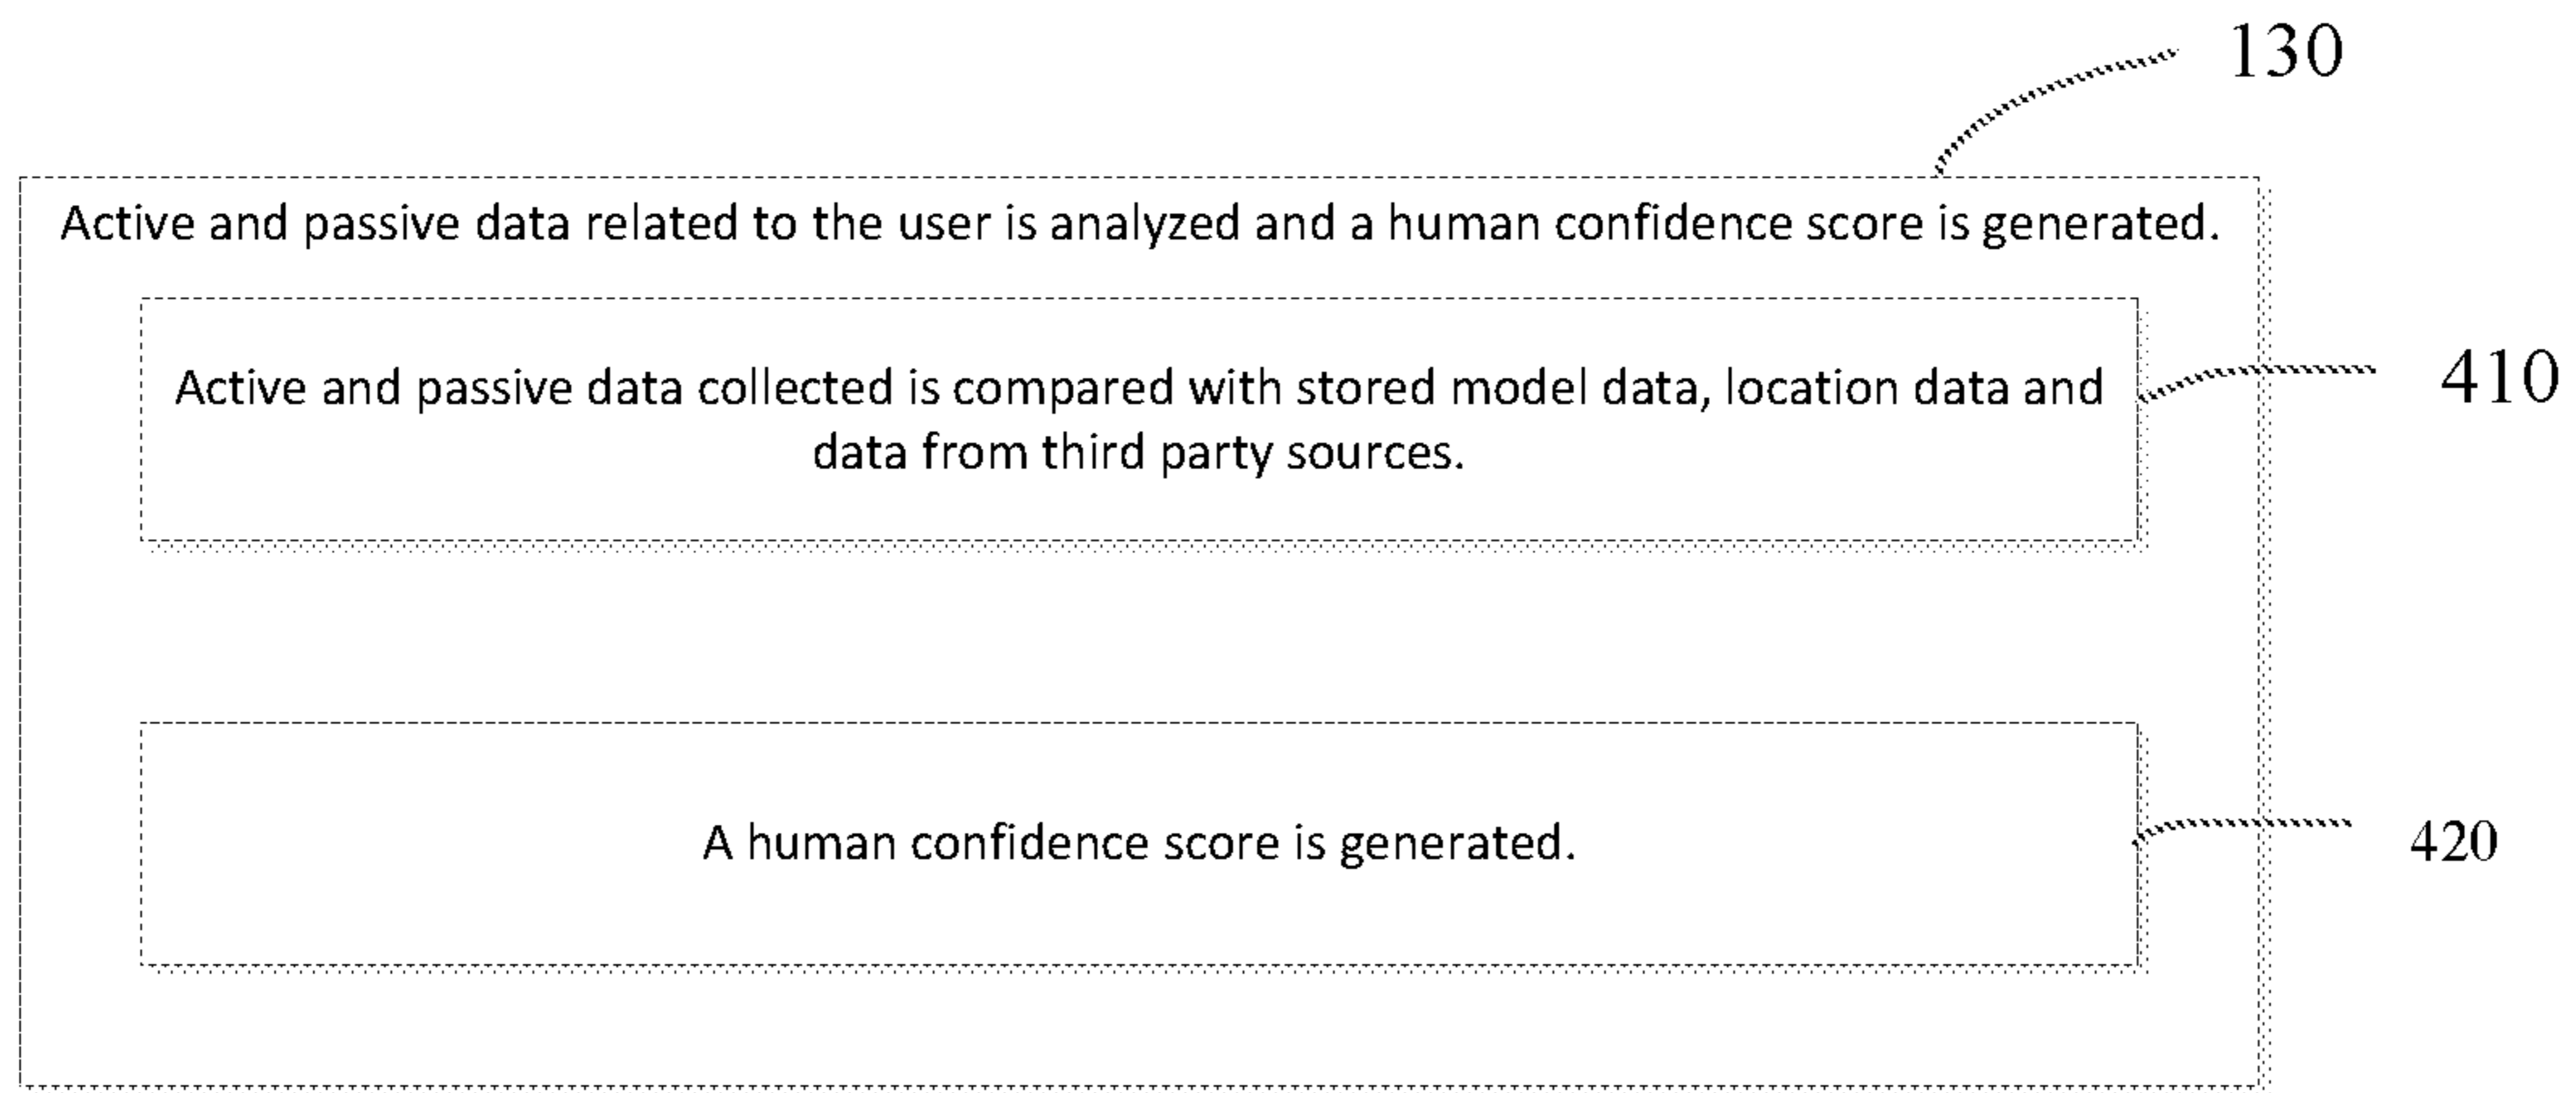 130
Active and passive data related to the user is analyzed and a human confidence score is generated.
Active and passive data collected is compared with stored model data, location data and
data from third party sources.
410
A human confidence score is generated.
420